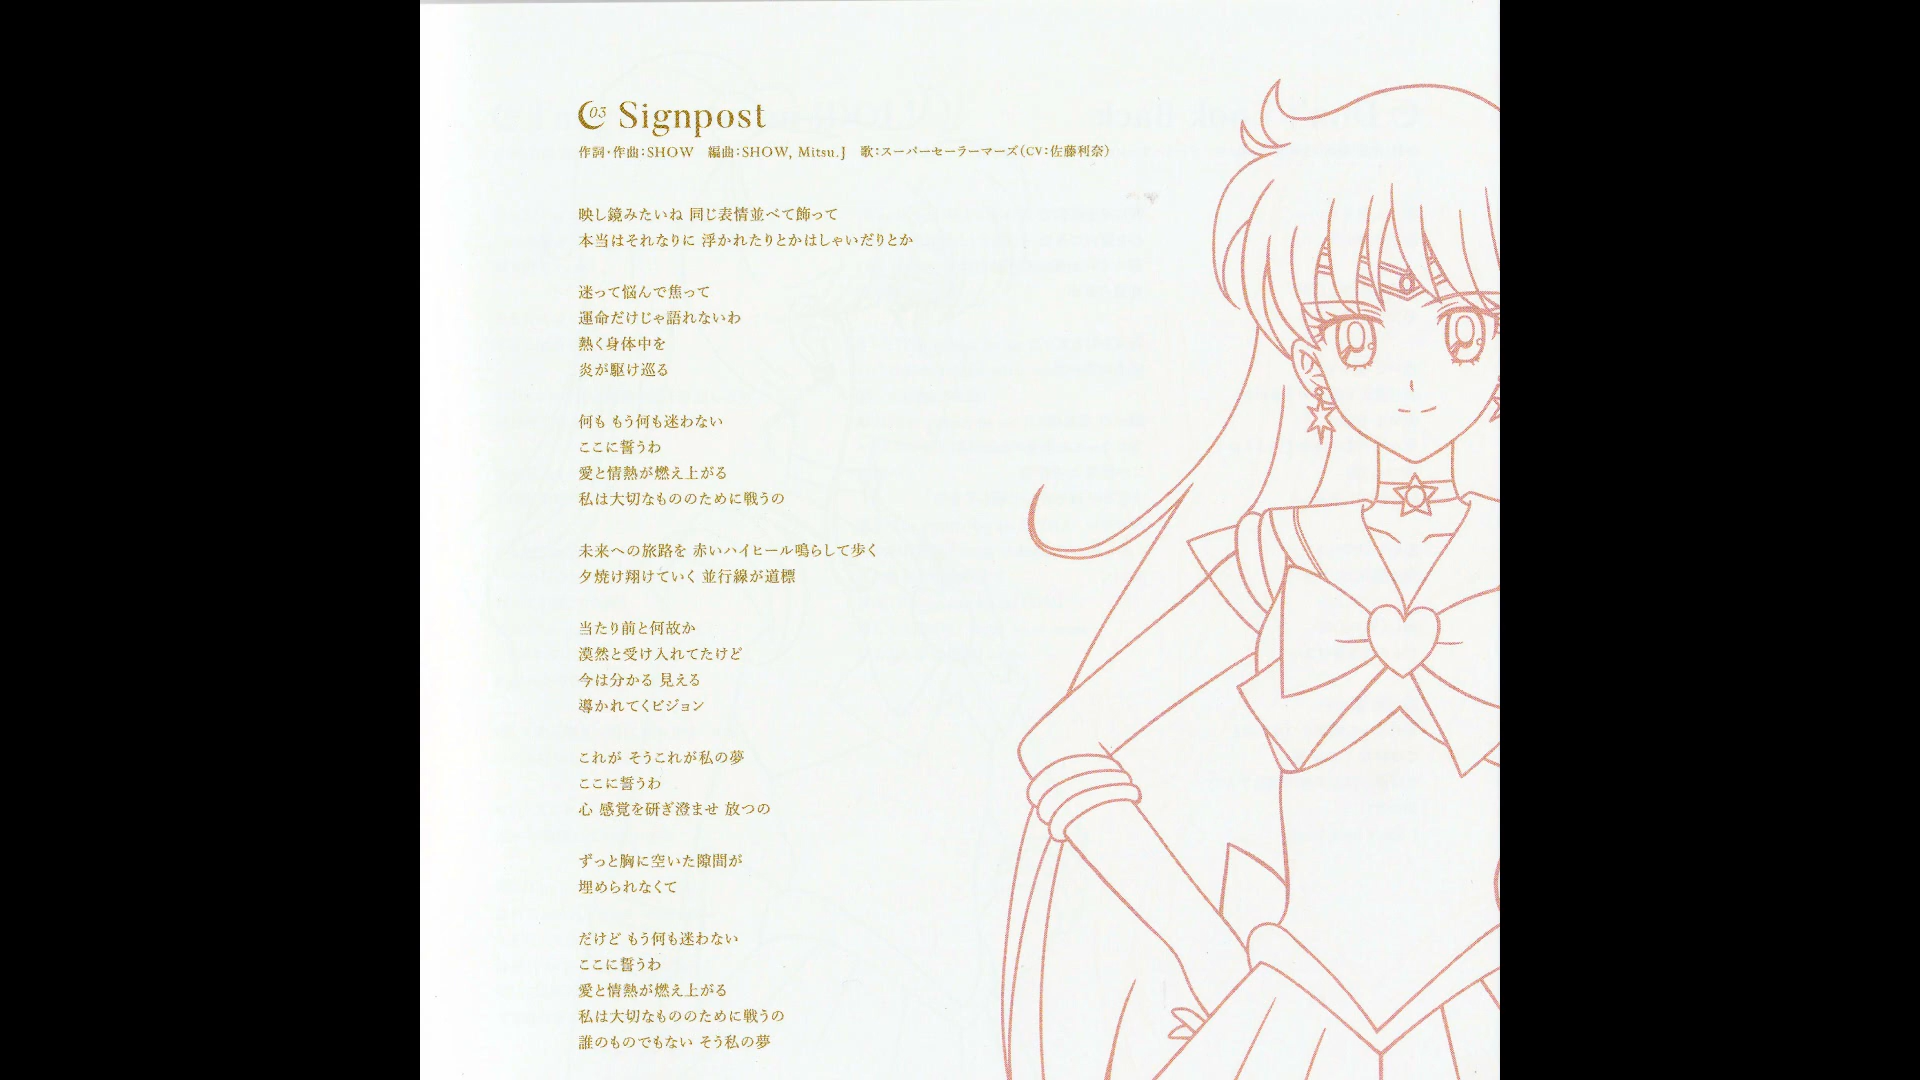 03 Signpost
作詞・作曲：SHOW　編曲：SHOW, Mitsu.J　歌：スーパーセーラーマーズ（CV：佐藤利奈）
映し鏡みたいね 同じ表情並べて飾って
本当はそれなりに 浮かれたりとかはしゃいだりとか
迷って悩んで焦って
運命だけじゃ語れないわ
熱く身体中を
炎が駆け巡る
何も もう何も迷わない
ここに誓うわ
愛と情熱が燃え上がる
私は大切なもののために戦うの
未来への旅路を 赤いハイヒール鳴らして歩く
夕焼け翔けていく 並行線が道標
当たり前と何故か
漠然と受け入れてたけど
今は分かる 見える
導かれてくビジョン
これが そうこれが私の夢
ここに誓うわ
心 感覚を研ぎ澄ませ 放つの
ずっと胸に空いた隙間が
埋められなくて
だけど もう何も迷わない
ここに誓うわ
愛と情熱が燃え上がる
私は大切なもののために戦うの
誰のものでもない そう私の夢